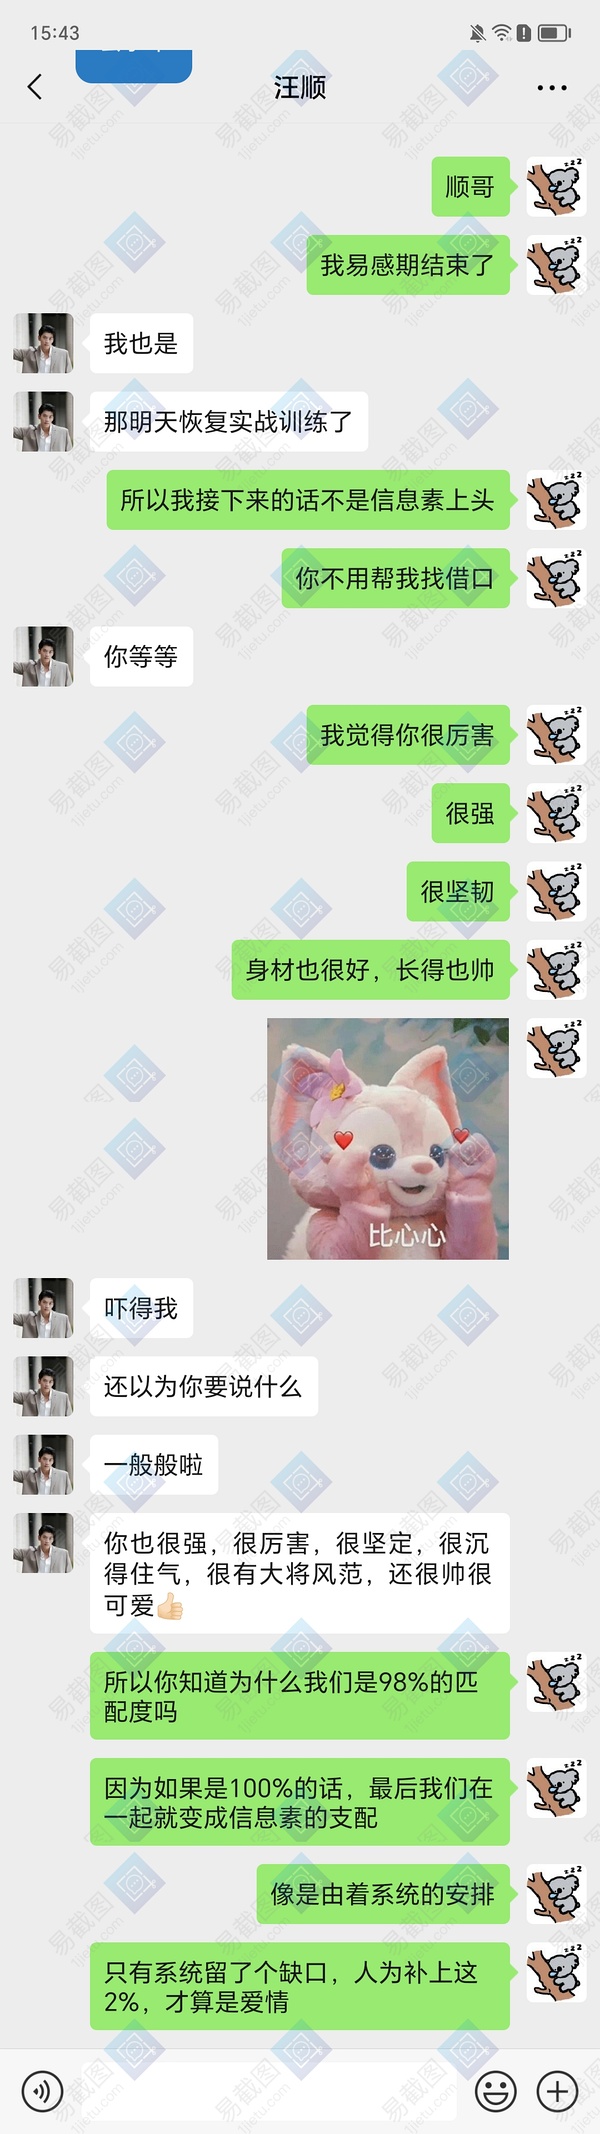 15:43
汪顺
顺哥
我易感期结束了
我也是
那明天恢复实战训练了
所以我接下来的话不是信息素上头
你不用帮我找借口
你等等
我觉得你很厉害
很强
很坚韧
身材也很好，长得也帅
比心心
吓得我
还以为你要说什么
一般般啦
你也很强，很厉害，很坚定，很沉
得住气，很有大将风范，还很帅很
可爱👍🏻
所以你知道为什么我们是98%的匹
配度吗
因为如果是100%的话，最后我们在
一起就变成信息素的支配
像是由着系统的安排
只有系统留了个缺口，人为补上这
2%，才算是爱情
易截图
1jietu.com